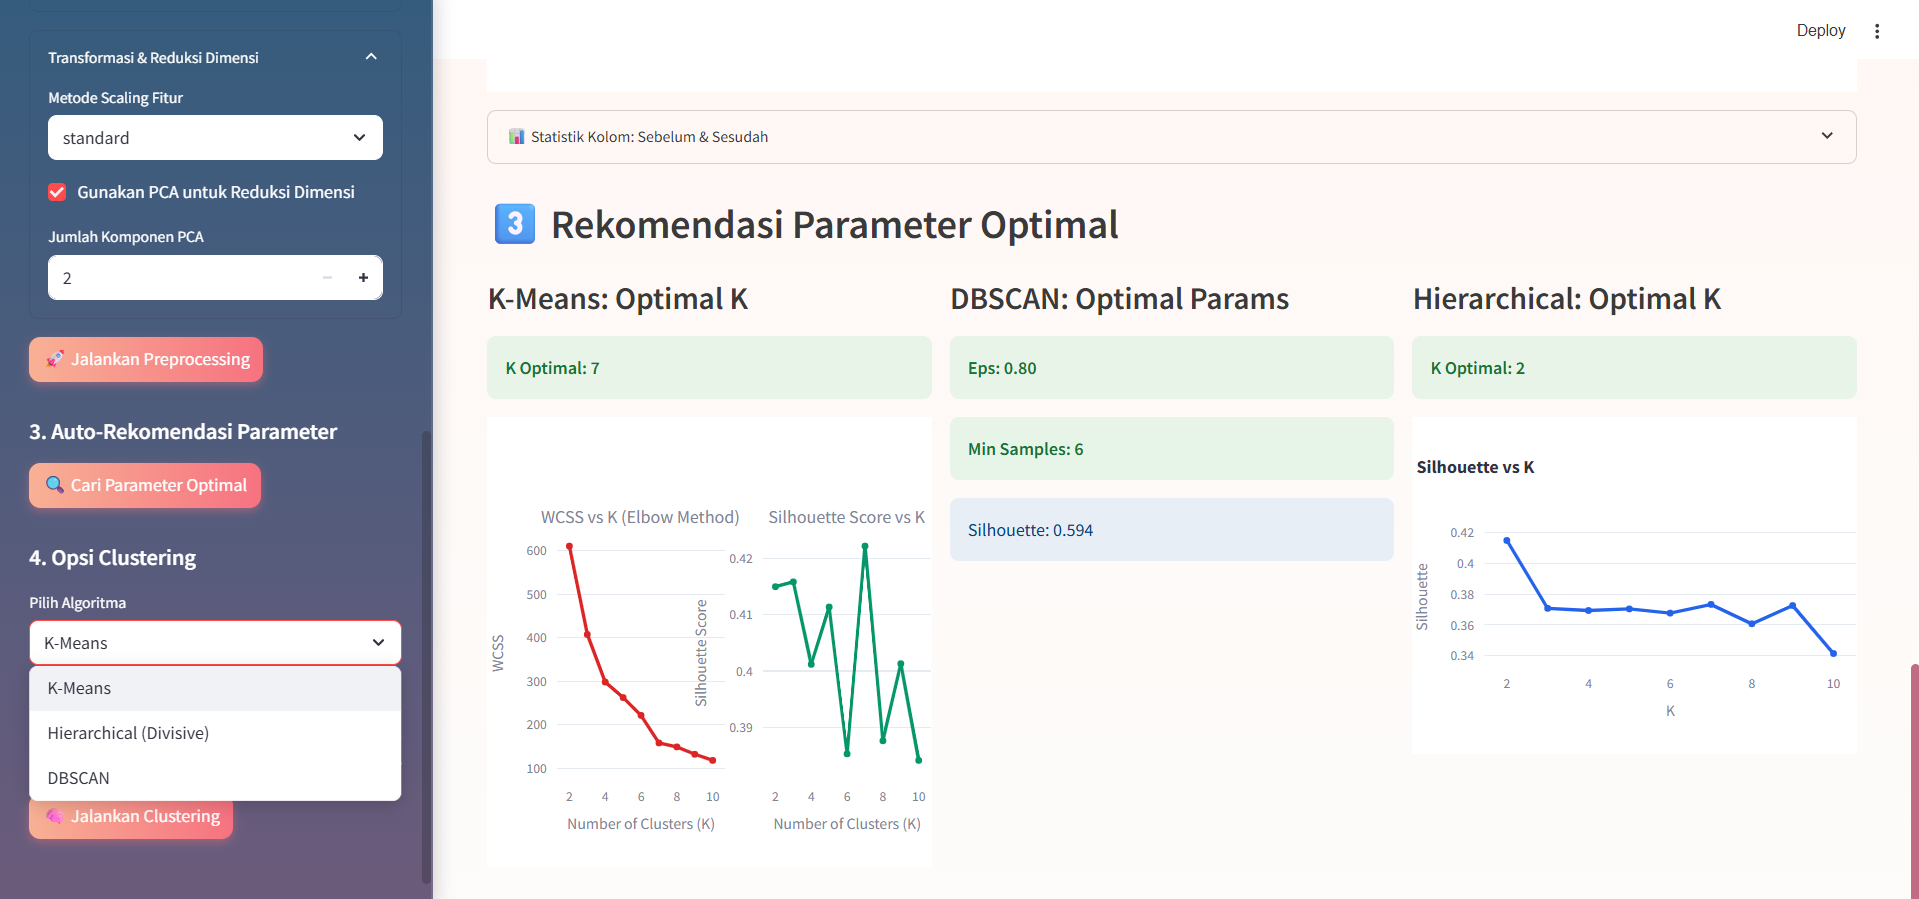 Transformasi & Reduksi Dimensi
Metode Scaling Fitur
standard
Gunakan PCA untuk Reduksi Dimensi
Jumlah Komponen PCA
2
🚀 Jalankan Preprocessing
3. Auto-Rekomendasi Parameter
🔍 Cari Parameter Optimal
4. Opsi Clustering
Pilih Algoritma
K-Means
K-Means
Hierarchical (Divisive)
DBSCAN
🧠 Jalankan Clustering
Deploy
📊 Statistik Kolom: Sebelum & Sesudah
3️⃣ Rekomendasi Parameter Optimal
K-Means: Optimal K
K Optimal: 7
WCSS vs K (Elbow Method)
WCSS
600
500
400
300
200
100
2 4 6 8 10
Number of Clusters (K)
Silhouette Score vs K
Silhouette Score
0.42
0.41
0.4
0.39
2 4 6 8 10
Number of Clusters (K)
DBSCAN: Optimal Params
Eps: 0.80
Min Samples: 6
Silhouette: 0.594
Hierarchical: Optimal K
K Optimal: 2
Silhouette vs K
Silhouette
0.42
0.4
0.38
0.36
0.34
2 4 6 8 10
K